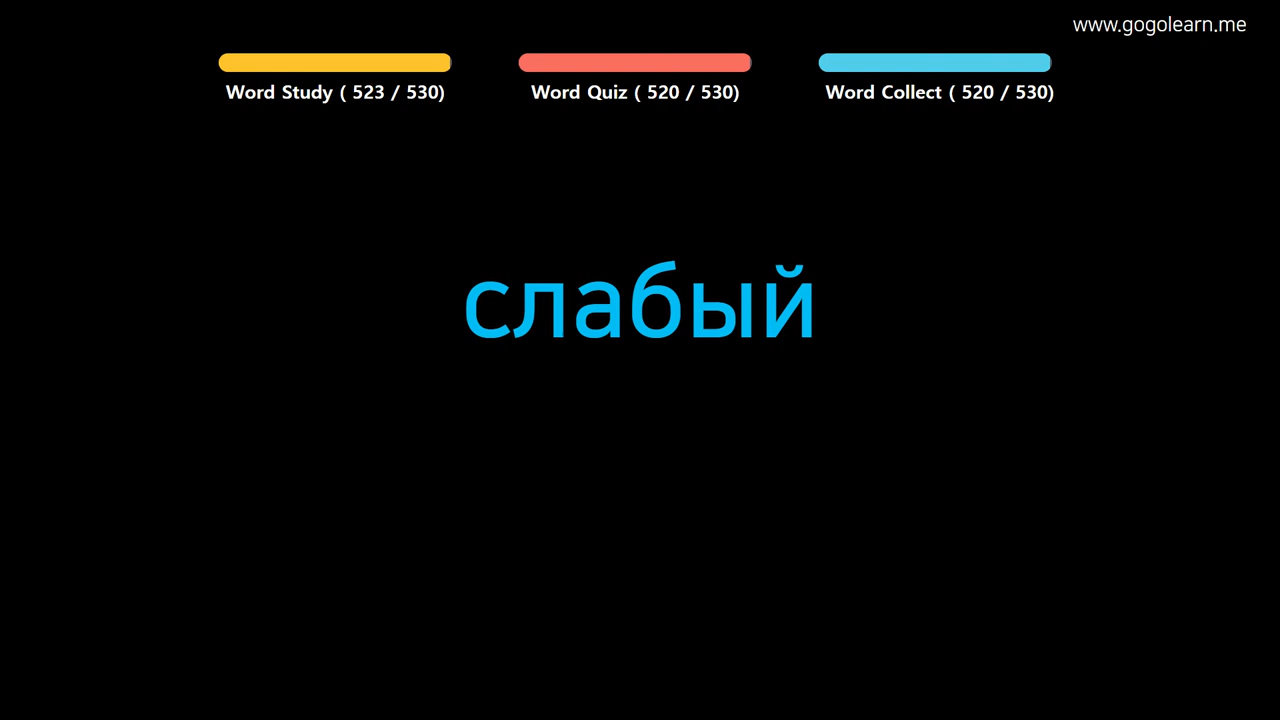 www.gogolearn.me
Word Study ( 523 / 530)
Word Quiz ( 520 / 530)
Word Collect ( 520 / 530)
слабый